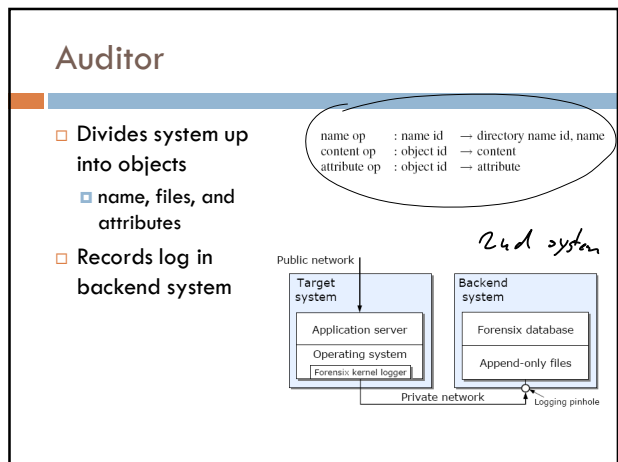 Auditor
Divides system up
into objects
name, files, and
attributes
Records log in
backend system
name op : name id → directory name id, name
content op : object id → content
attribute op : object id → attribute
2nd system
Public network
Target
system
Application server
Operating system
Forensix kernel logger
Backend
system
Forensix database
Append-only files
Private network
Logging pinhole